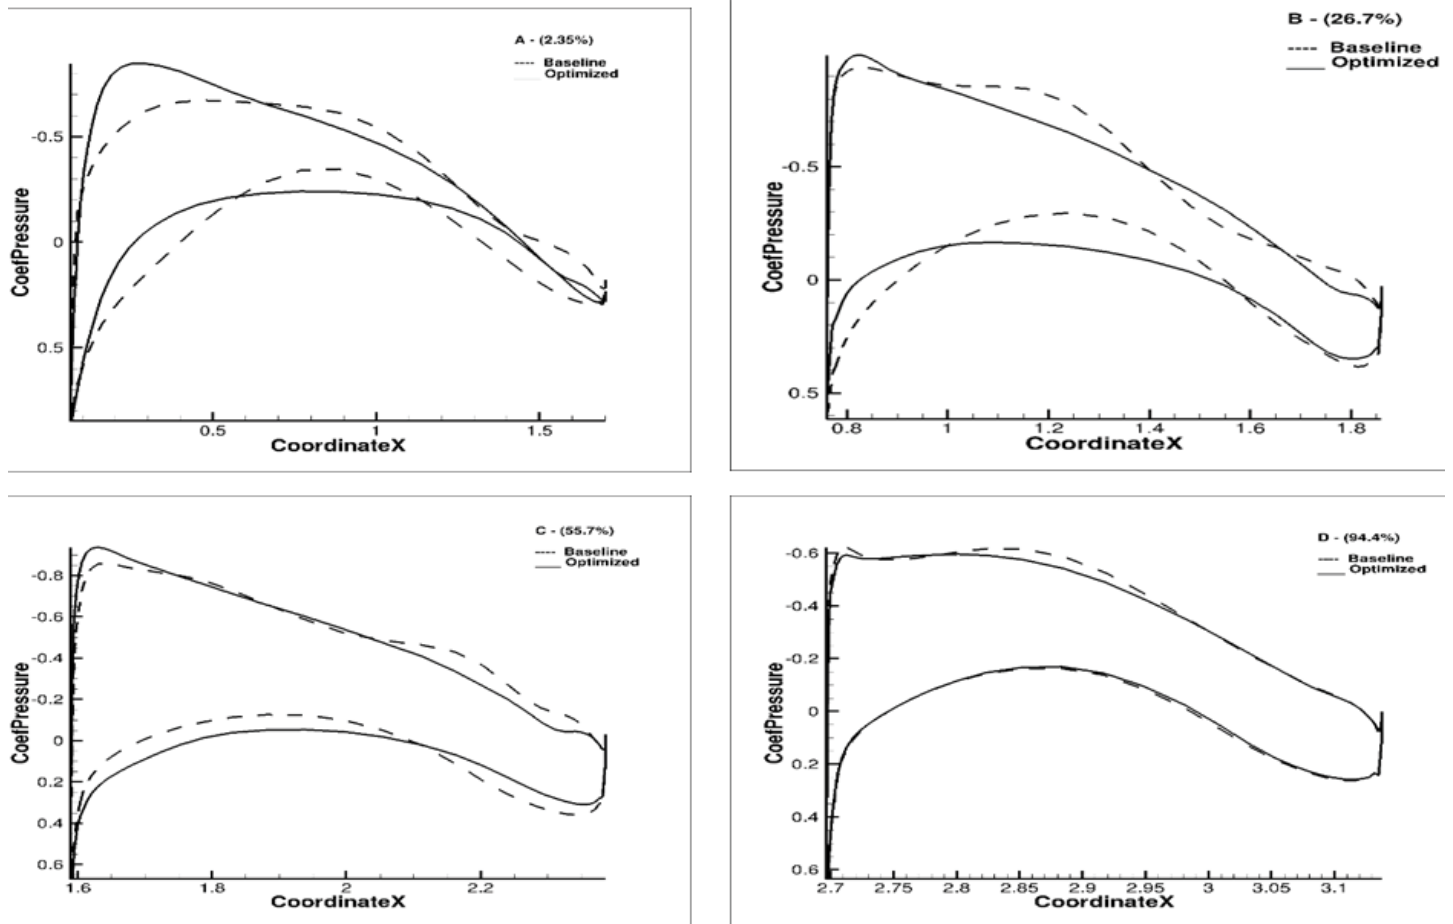 A - (2.35%)
Baseline
Optimized
-0.5
0
0.5
CoefPressure
0.5
1
1.5
CoordinateX
B - (26.7%)
Baseline
Optimized
-0.5
0
0.5
CoefPressure
0.8
1
1.2
1.4
1.6
1.8
CoordinateX
C - (55.7%)
Baseline
Optimized
-0.8
-0.6
-0.4
-0.2
0
0.2
0.4
0.6
CoefPressure
1.6
1.8
2
2.2
CoordinateX
D - (94.4%)
Baseline
Optimized
-0.6
-0.4
-0.2
0
0.2
0.4
0.6
CoefPressure
2.7
2.75
2.8
2.85
2.9
2.95
3
3.05
3.1
CoordinateX